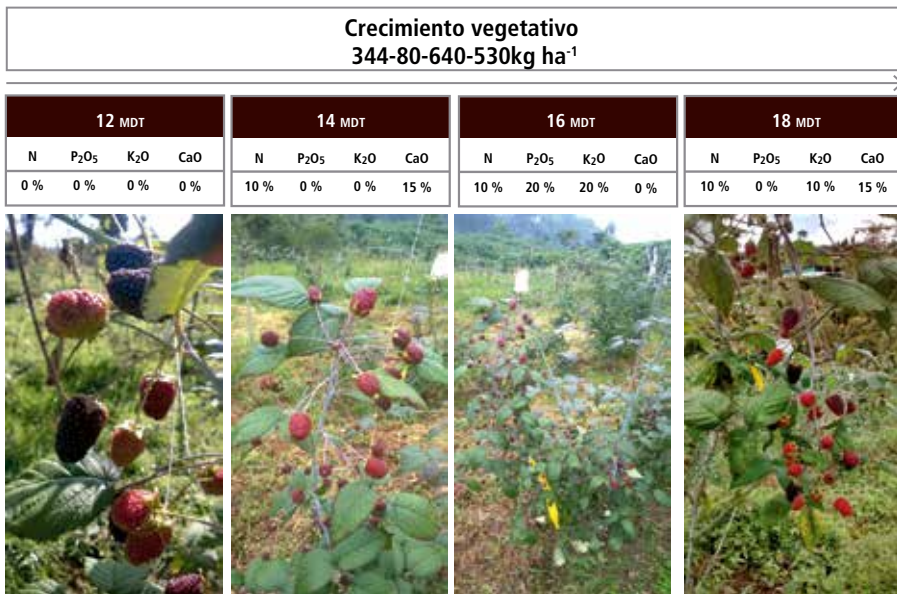 Crecimiento vegetativo
344-80-640-530kg ha⁻¹
12 MDT
N P₂O₅ K₂O CaO
0 % 0 % 0 % 0 %
14 MDT
N P₂O₅ K₂O CaO
10 % 0 % 0 % 15 %
16 MDT
N P₂O₅ K₂O CaO
10 % 20 % 20 % 0 %
18 MDT
N P₂O₅ K₂O CaO
10 % 0 % 10 % 15 %